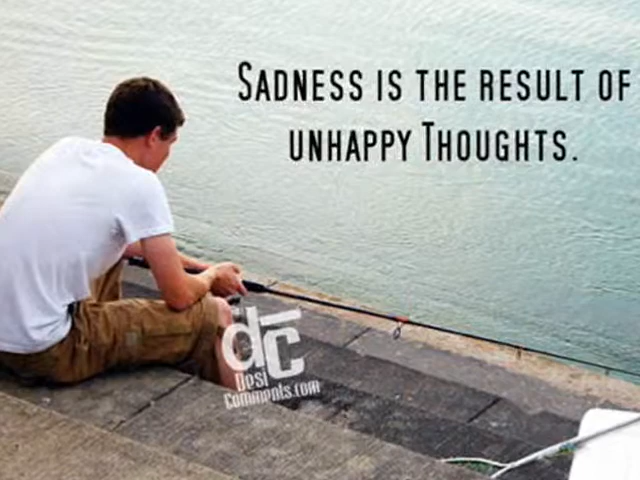 Sadness is the result of
unhappy Thoughts.
dc
Desi
Comments.com